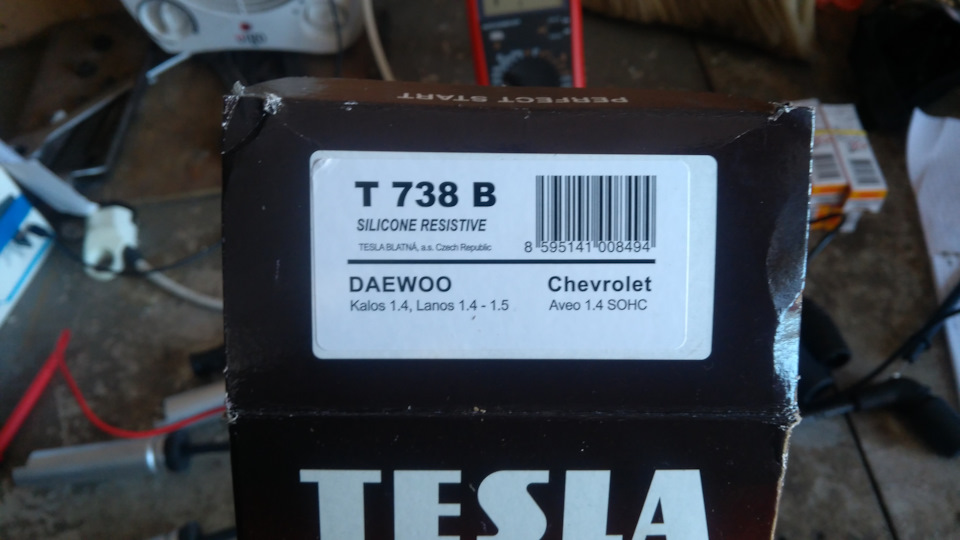 PERFECT START
T 738 B
SILICONE RESISTIVE
TESLA BLATNÁ, a.s. Czech Republic
8 595141 008494
DAEWOO
Kalos 1.4, Lanos 1.4 - 1.5
Chevrolet
Aveo 1.4 SOHC
TESLA